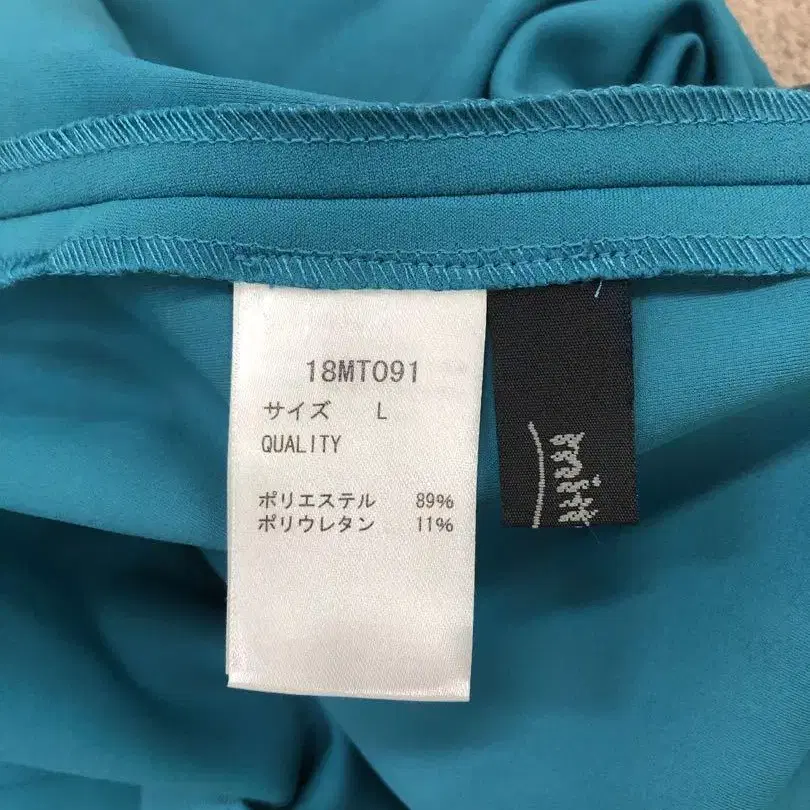 18MT091
サイズ L
QUALITY
ポリエステル 89%
ポリウレタン 11%